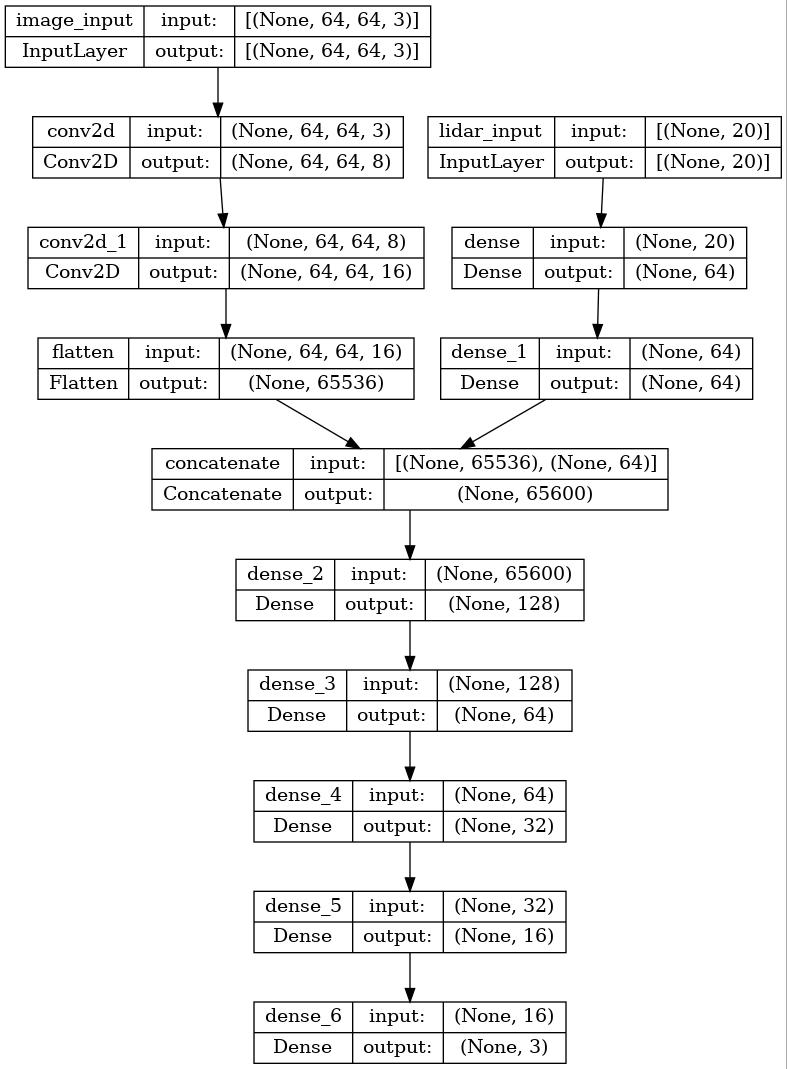 image_input input: [(None, 64, 64, 3)]
InputLayer output: [(None, 64, 64, 3)]
conv2d input: (None, 64, 64, 3)
Conv2D output: (None, 64, 64, 8)
lidar_input input: [(None, 20)]
InputLayer output: [(None, 20)]
conv2d_1 input: (None, 64, 64, 8)
Conv2D output: (None, 64, 64, 16)
dense input: (None, 20)
Dense output: (None, 64)
flatten input: (None, 64, 64, 16)
Flatten output: (None, 65536)
dense_1 input: (None, 64)
Dense output: (None, 64)
concatenate input: [(None, 65536), (None, 64)]
Concatenate output: (None, 65600)
dense_2 input: (None, 65600)
Dense output: (None, 128)
dense_3 input: (None, 128)
Dense output: (None, 64)
dense_4 input: (None, 64)
Dense output: (None, 32)
dense_5 input: (None, 32)
Dense output: (None, 16)
dense_6 input: (None, 16)
Dense output: (None, 3)